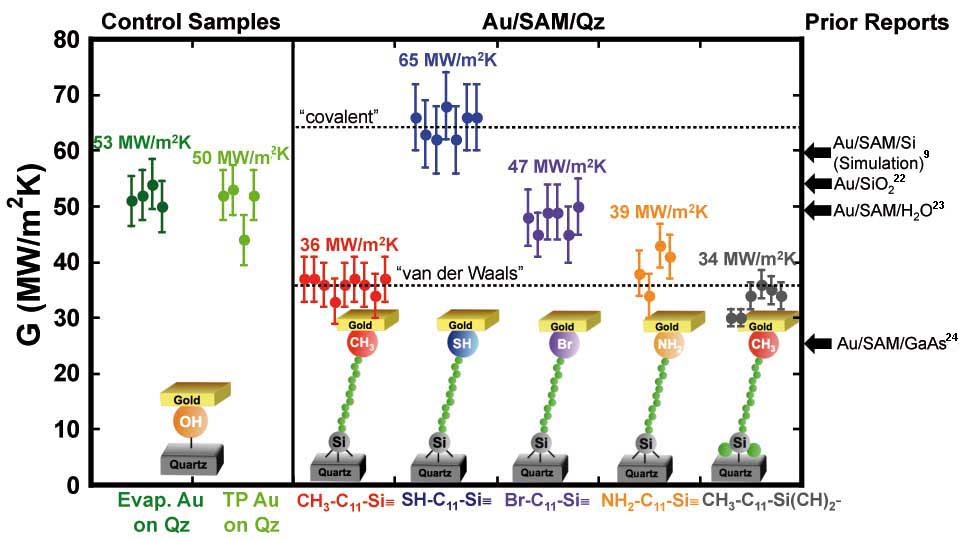 Control Samples
Au/SAM/Qz
Prior Reports
G (MW/m²K)
80
70
60
50
40
30
20
10
0
53 MW/m²K
50 MW/m²K
36 MW/m²K
65 MW/m²K
47 MW/m²K
39 MW/m²K
34 MW/m²K
“covalent”
“van der Waals”
Au/SAM/Si
(Simulation)⁹
Au/SiO₂²²
Au/SAM/H₂O²³
Au/SAM/GaAs²⁴
Gold
OH
Quartz
Gold
CH₃
Si
Quartz
Gold
SH
Si
Quartz
Gold
Br
Si
Quartz
Gold
NH₂
Si
Quartz
Gold
CH₃
Si
Quartz
Evap. Au
on Qz
TP Au
on Qz
CH₃-C₁₁-Si≡
SH-C₁₁-Si≡
Br-C₁₁-Si≡
NH₂-C₁₁-Si≡
CH₃-C₁₁-Si(CH)₂-